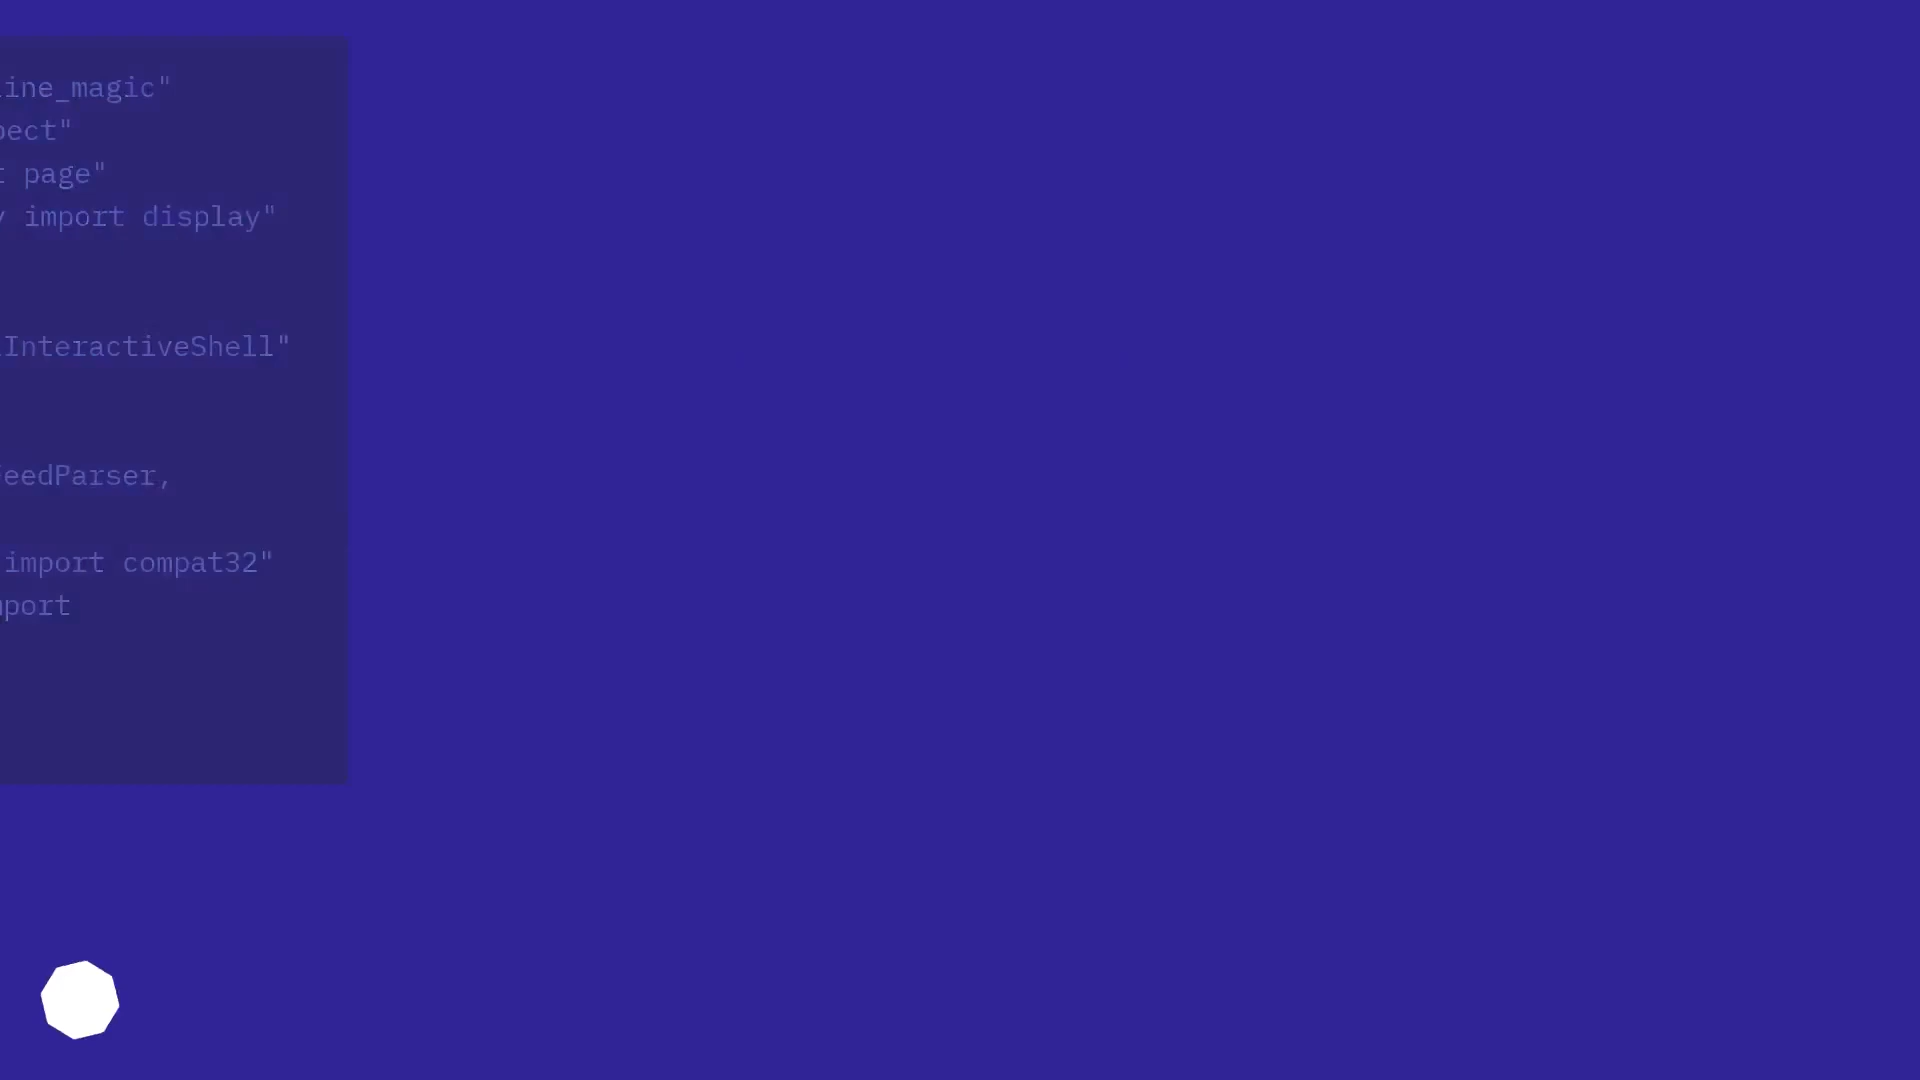 ine_magic"
pect"
page"
import display"
InteractiveShell"
eedParser,
import compat32"
port